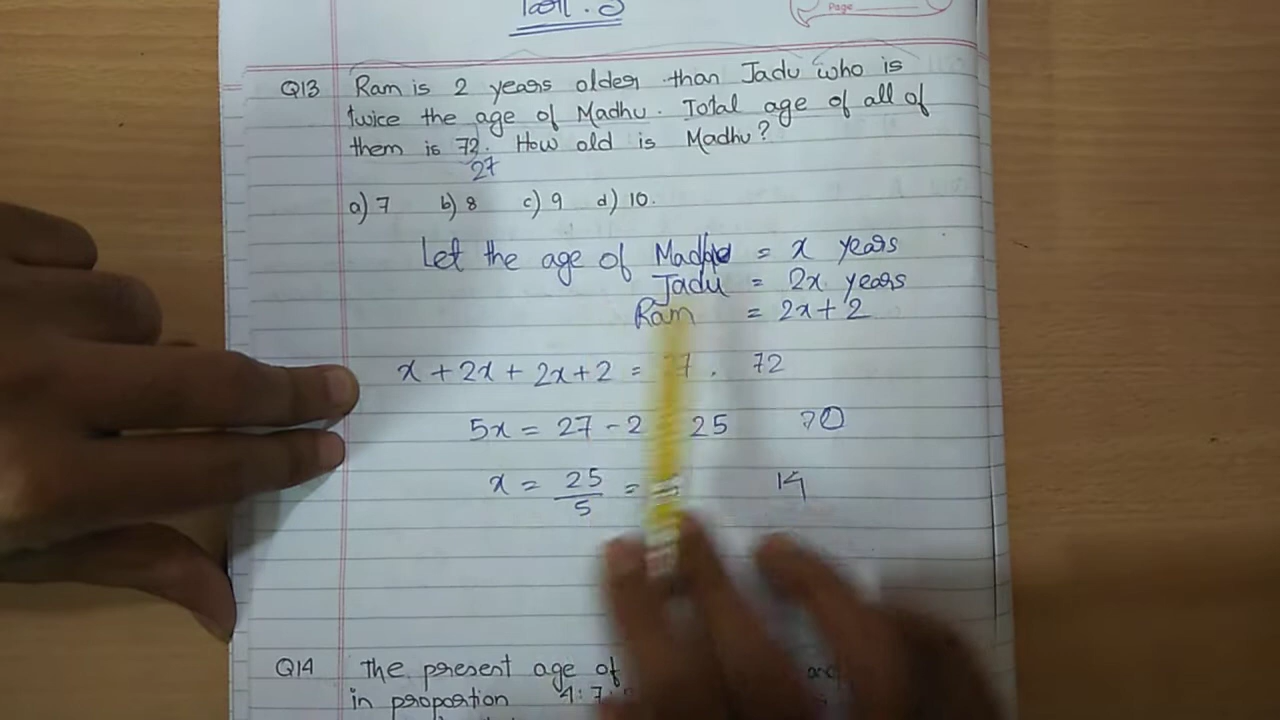 Page
Q13 Ram is 2 years older than Jadu who is
twice the age of Madhu. Total age of all of
them is 72. How old is Madhu?
27
a) 7 b) 8 c) 9 d) 10.
Let the age of Madhu = x years
Jadu = 2x years
Ram = 2x+2
x + 2x + 2x+2 = 27. 72
5x = 27-2 25 70
x = 25/5 = 14
Q14 The present age of
in proportion 4:7: